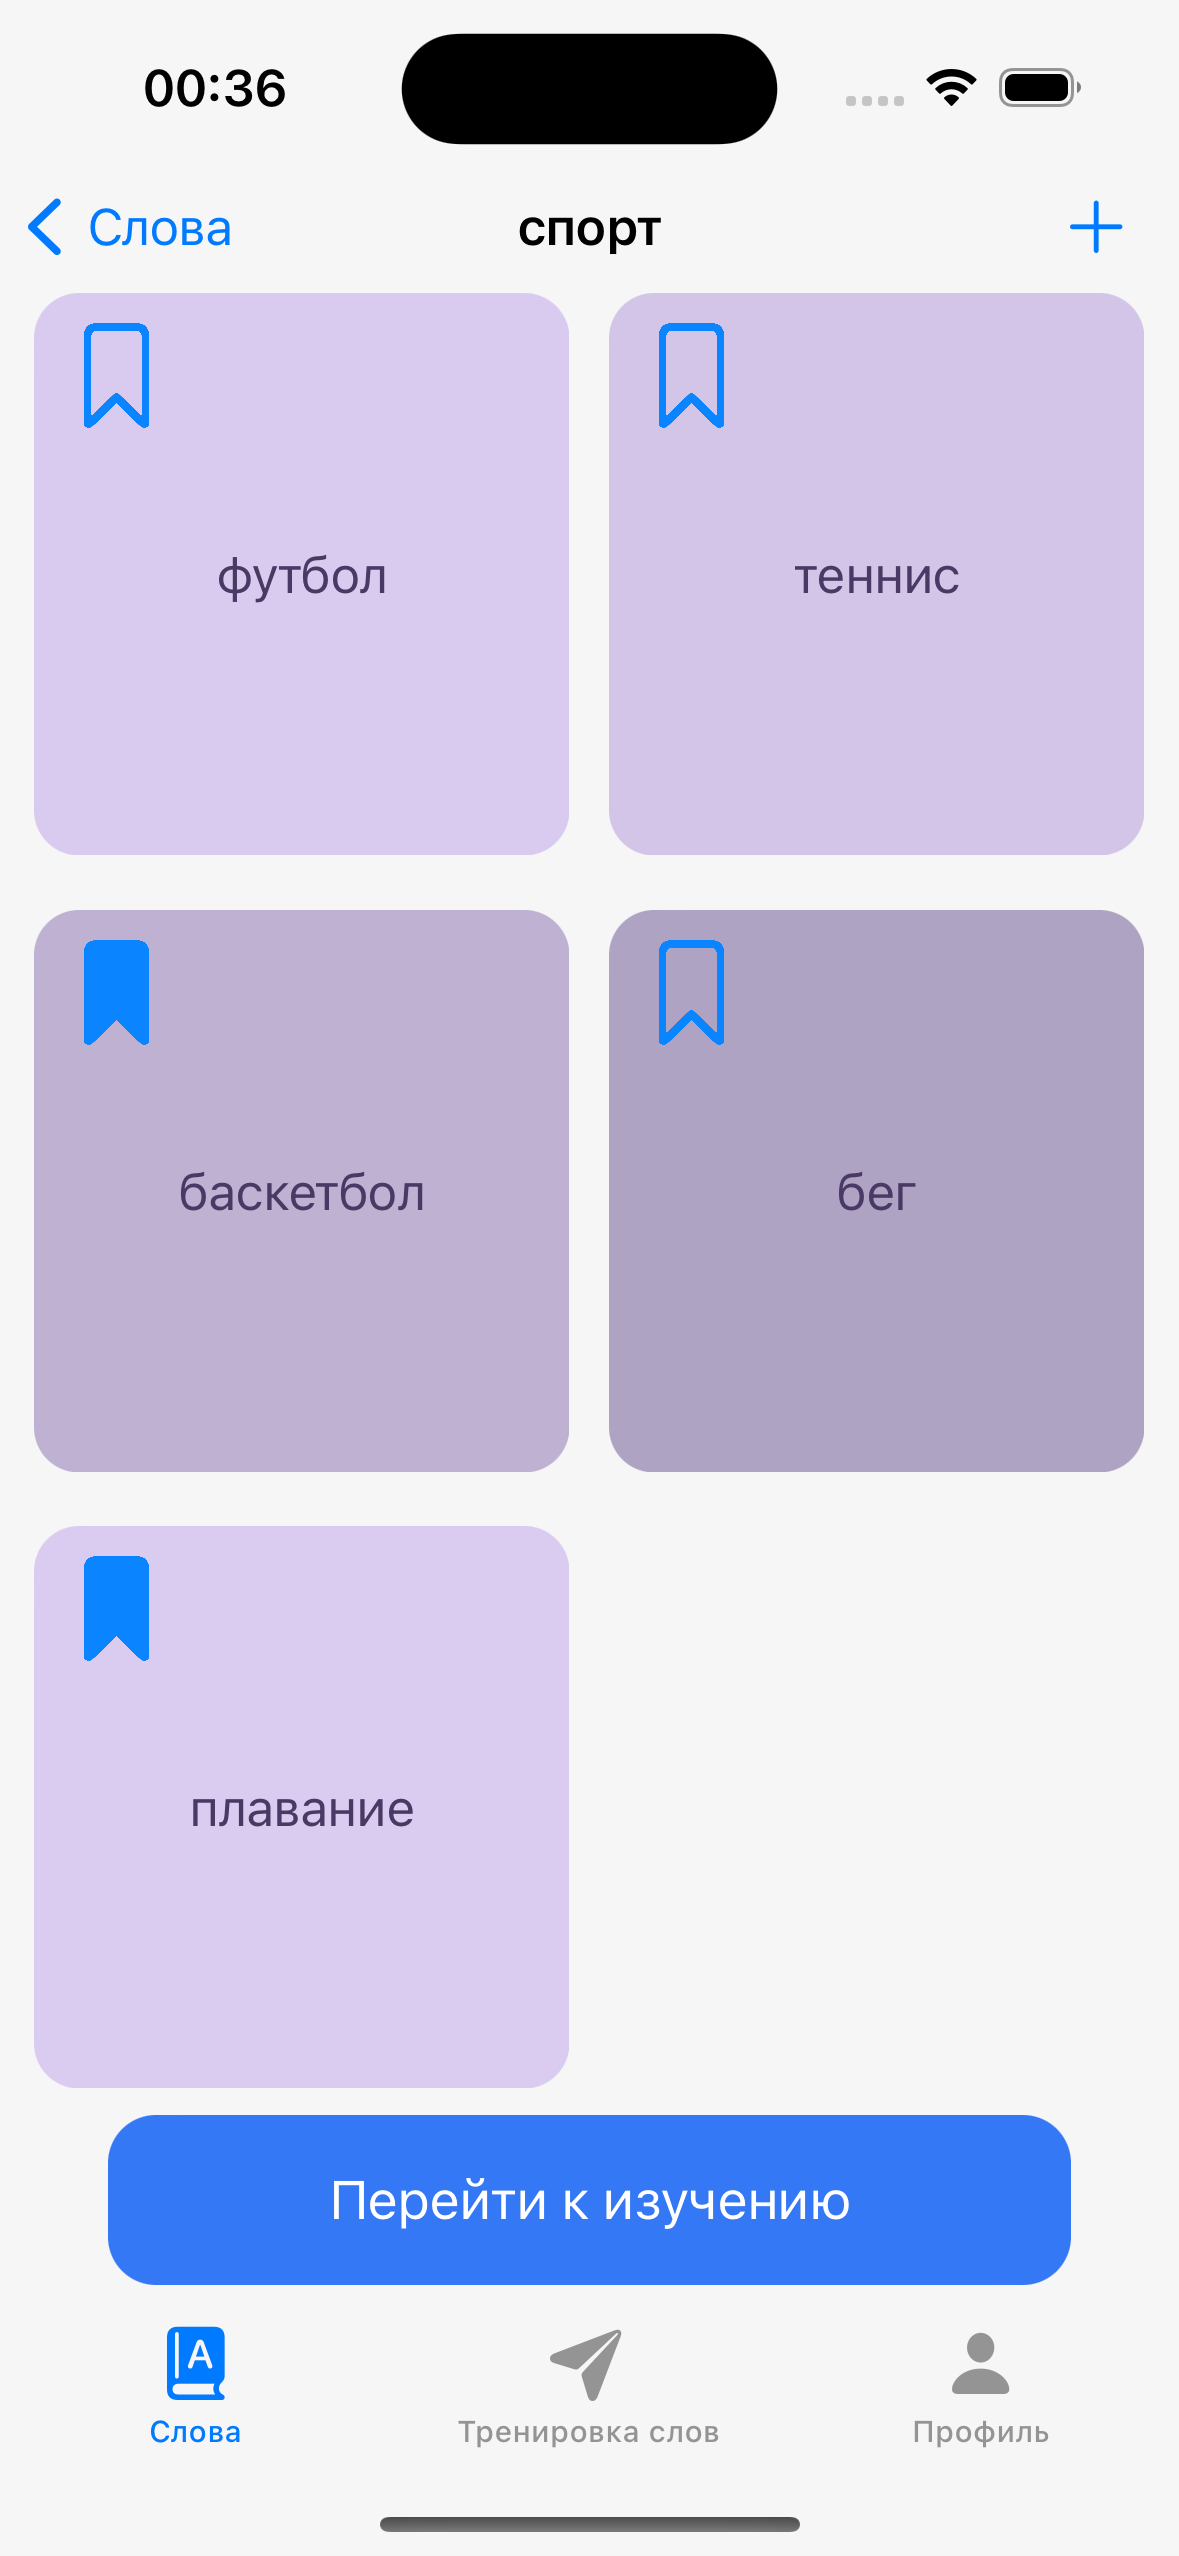 00:36
Слова
спорт
футбол
теннис
баскетбол
бег
плавание
Перейти к изучению
A
Слова
Тренировка слов
Профиль